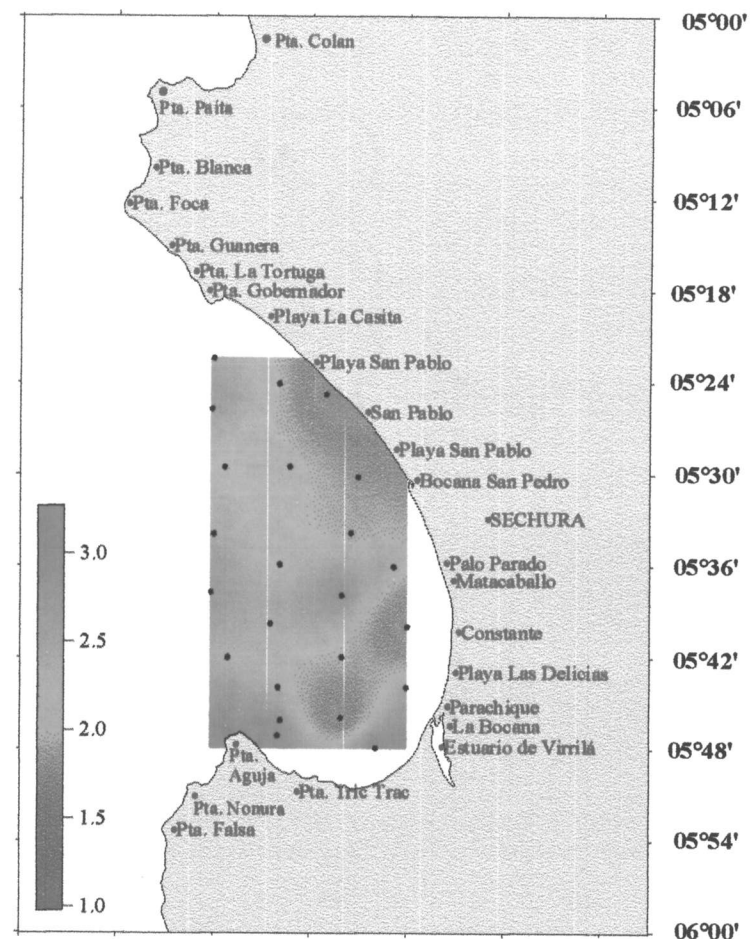 05°00'
Pta. Colan
Pta. Paita
05°06'
Pta. Blanca
Pta. Foca
05°12'
Pta. Guanera
Pta. La Tortuga
Pta. Gobernador
05°18'
Playa La Casita
Playa San Pablo
05°24'
San Pablo
Playa San Pablo
Bocana San Pedro
05°30'
SECHURA
3.0
Palo Parado
05°36'
Matacaballo
2.5
Constante
05°42'
Playa Las Delicias
Parachique
2.0
La Bocana
Estuario de Virrilá
05°48'
Pta.
Aguja
Pta. Tric Trac
Pta. Nonura
1.5
Pta. Falsa
05°54'
1.0
06°00'